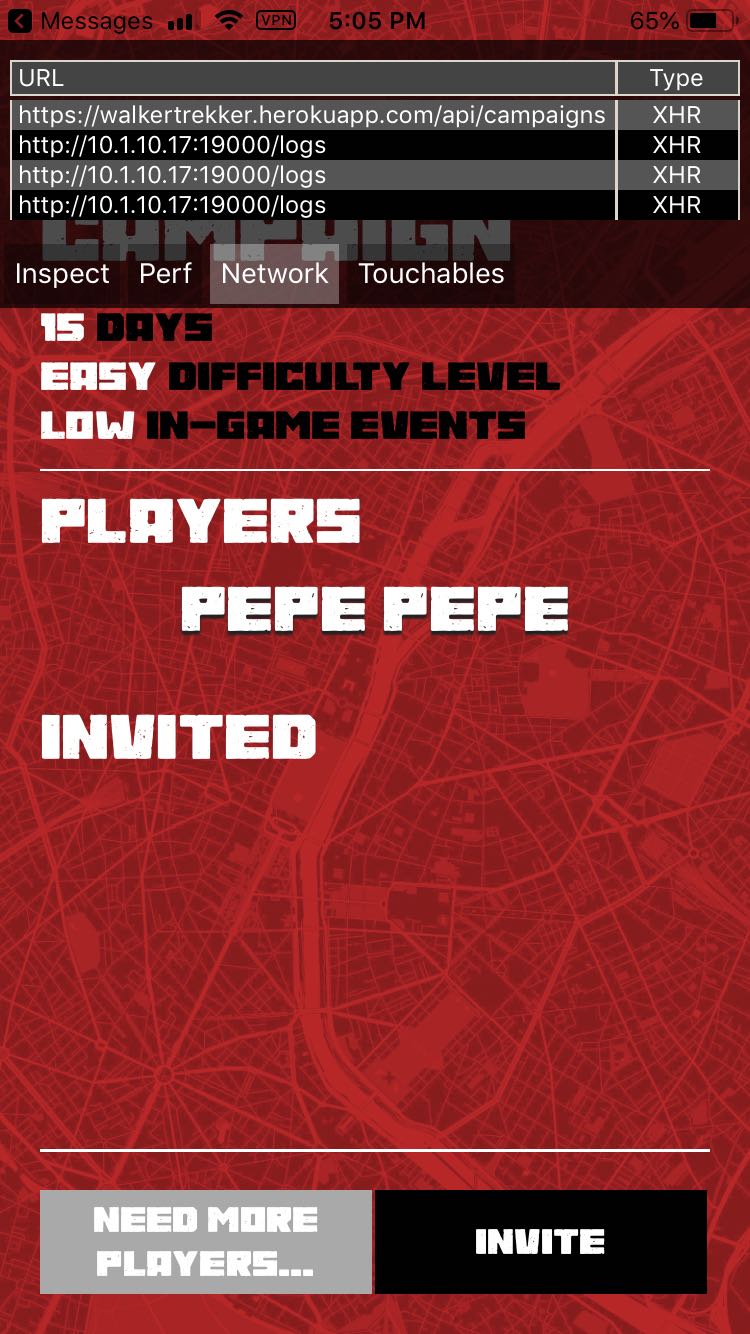 Messages VPN 5:05 PM 65%
URL Type
https://walkertrekker.herokuapp.com/api/campaigns XHR
http://10.1.10.17:19000/logs XHR
http://10.1.10.17:19000/logs XHR
http://10.1.10.17:19000/logs XHR
CAMPAIGN
Inspect Perf Network Touchables
15 DAYS
EASY DIFFICULTY LEVEL
LOW IN-GAME EVENTS
PLAYERS
PEPE PEPE
INVITED
NEED MORE
PLAYERS...
INVITE